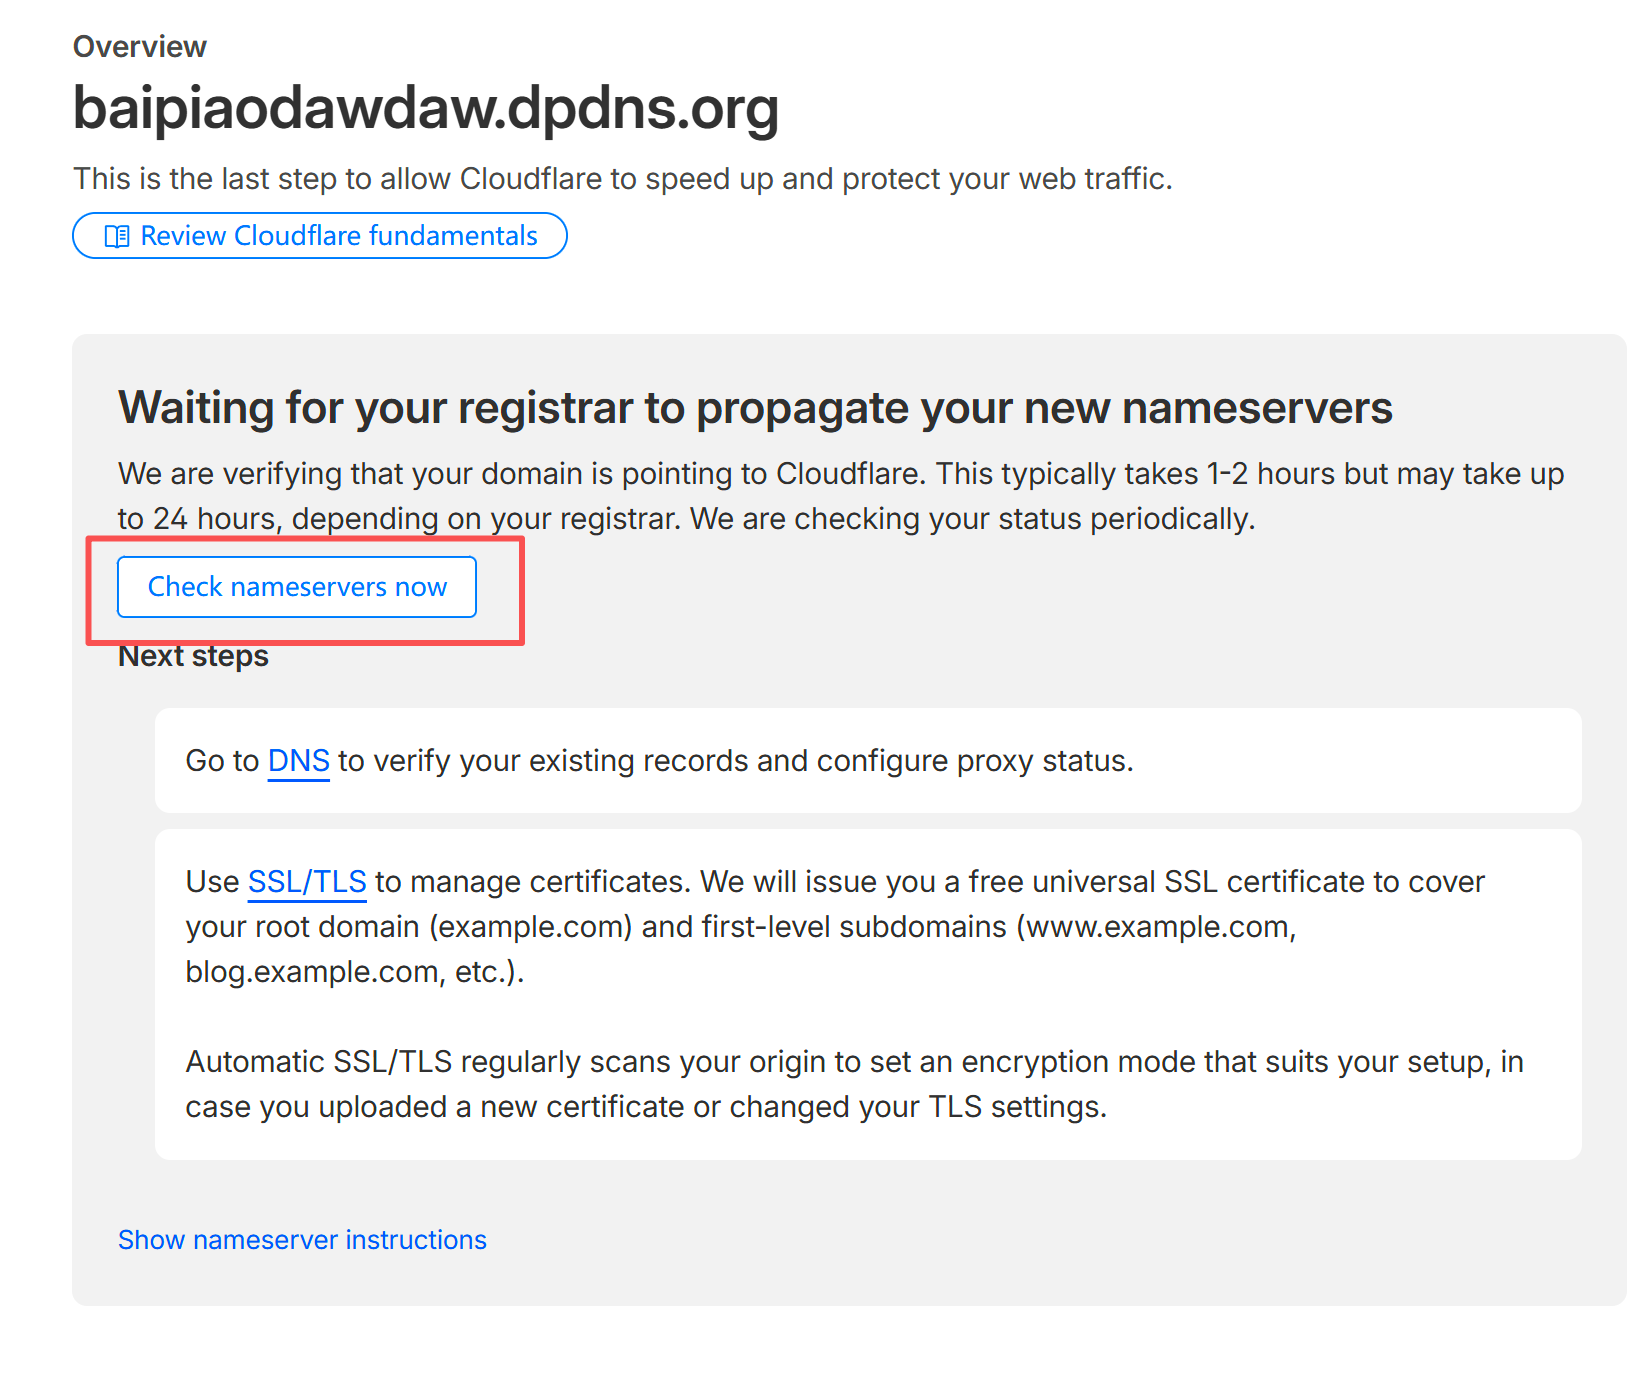 Overview
baipiaodawdaw.dpdns.org
This is the last step to allow Cloudflare to speed up and protect your web traffic.
Review Cloudflare fundamentals
Waiting for your registrar to propagate your new nameservers
We are verifying that your domain is pointing to Cloudflare. This typically takes 1-2 hours but may take up
to 24 hours, depending on your registrar. We are checking your status periodically.
Check nameservers now
Next steps
Go to DNS to verify your existing records and configure proxy status.
Use SSL/TLS to manage certificates. We will issue you a free universal SSL certificate to cover
your root domain (example.com) and first-level subdomains (www.example.com,
blog.example.com, etc.).
Automatic SSL/TLS regularly scans your origin to set an encryption mode that suits your setup, in
case you uploaded a new certificate or changed your TLS settings.
Show nameserver instructions